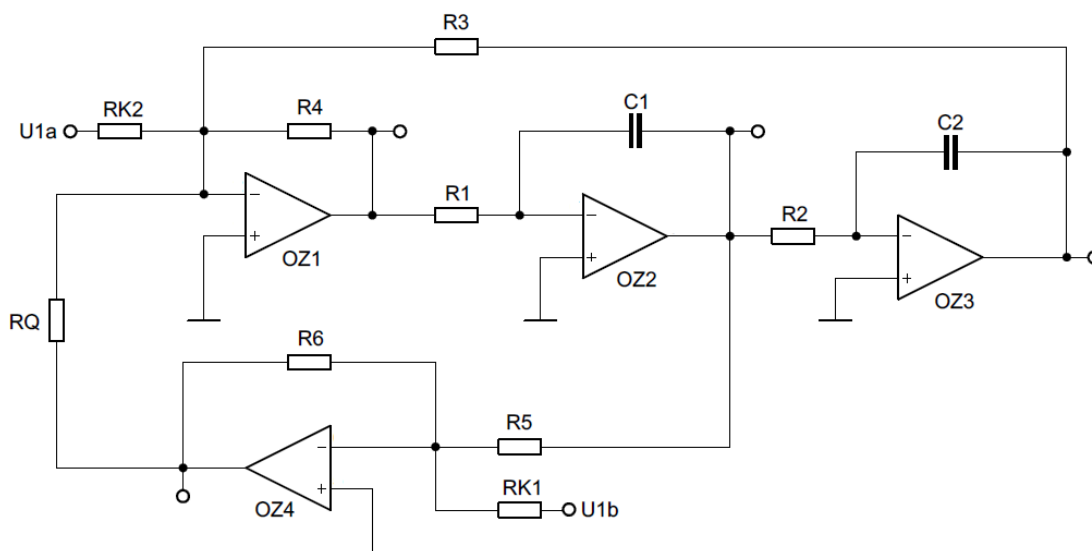 R3
RK2
R4
C1
C2
U1a
R1
R2
−
+
OZ1
−
+
OZ2
−
+
OZ3
RQ
R6
R5
−
+
OZ4
RK1
U1b